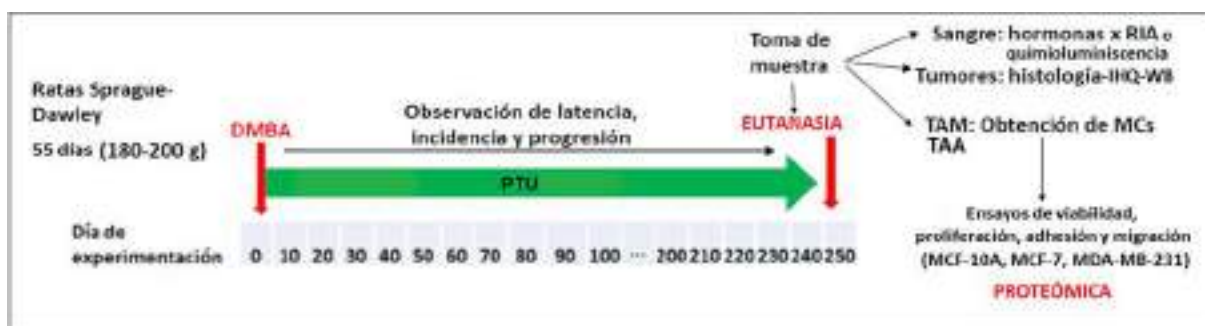 Ratas Sprague-
Dawley
55 días (180-200 g)
DMBA
Observación de latencia,
incidencia y progresión
PTU
Toma de
muestra
EUTANASIA
Sangre: hormonas x RIA o
quimioluminiscencia
Tumores: histología-IHQ-WB
TAM: Obtención de MCs
TAA
Ensayos de viabilidad,
proliferación, adhesión y migración
(MCF-10A, MCF-7, MDA-MB-231)
PROTEÓMICA
Día de
experimentación
0 10 20 30 40 50 60 70 80 90 100 ... 200 210 220 230 240 250